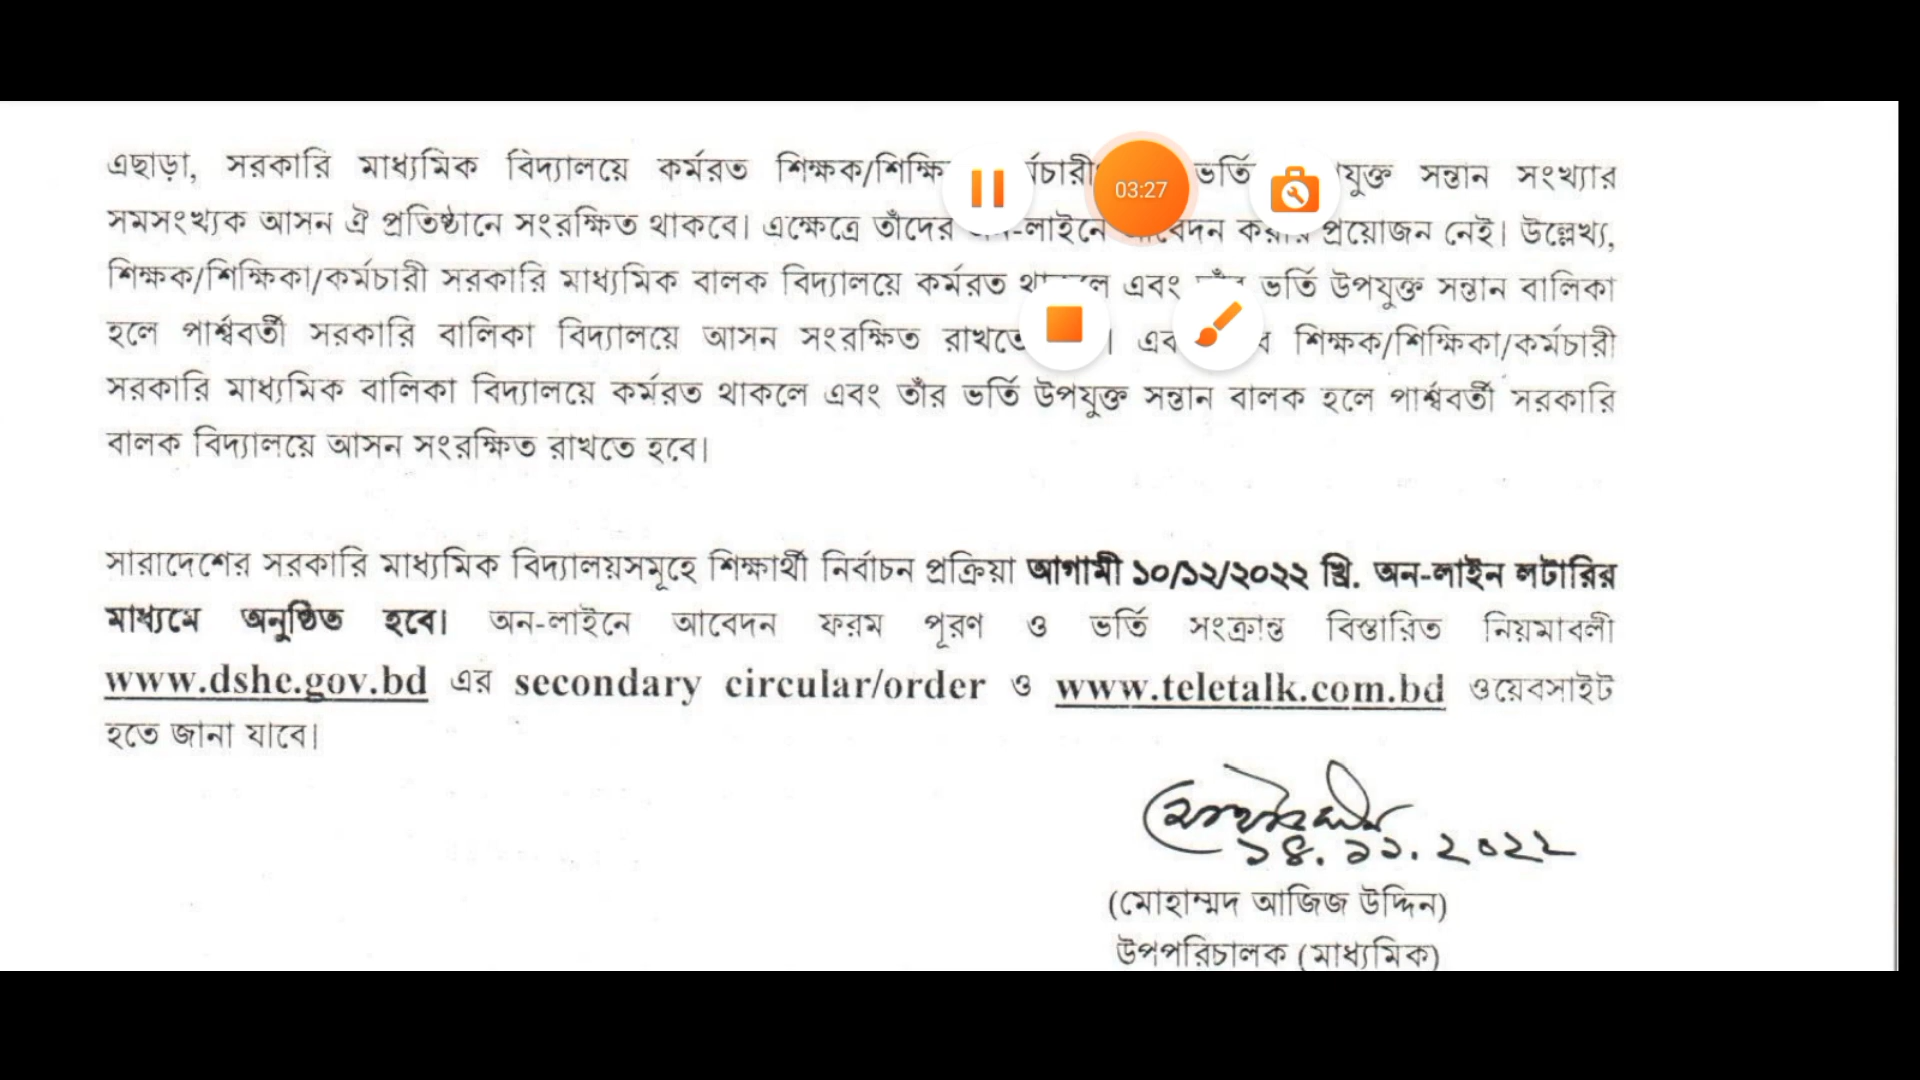 এছাড়া, সরকারি মাধ্যমিক বিদ্যালয়ে কর্মরত শিক্ষক/ ভর্তি সন্তান সংখ্যার
03:27
সমসংখ্যক আসন ঐ প্রতিষ্ঠানে সংরক্ষিত থাকবে। এক্ষেত্রে তাঁদের প্রয়োজন নেই। উল্লেখ্য,
শিক্ষক/শিক্ষিকা/কর্মচারী সরকারি মাধ্যমিক বালক বিদ্যালয়ে কর্মরত এবং ভর্তি উপযুক্ত সন্তান বালিকা
হলে পার্শ্ববর্তী সরকারি বালিকা বিদ্যালয়ে আসন সংরক্ষিত শিক্ষক/শিক্ষিকা/কর্মচারী
সরকারি মাধ্যমিক বালিকা বিদ্যালয়ে কর্মরত থাকলে এবং তাঁর ভর্তি উপযুক্ত সন্তান বালক হলে পার্শ্ববর্তী সরকারি
বালক বিদ্যালয়ে আসন সংরক্ষিত রাখতে হবে।
সারাদেশের সরকারি মাধ্যমিক বিদ্যালয়সমূহে শিক্ষার্থী নির্বাচন প্রক্রিয়া আগামী ১০/১২/২০২২ খ্রি. অন-লাইন লটারির
মাধ্যমে অনুষ্ঠিত হবে। অন-লাইনে আবেদন ফরম পূরণ ও ভর্তি সংক্রান্ত বিস্তারিত নিয়মাবলী
www.dshe.gov.bd এর secondary circular/order ও www.teletalk.com.bd ওয়েবসাইট
হতে জানা যাবে।
১৪.১১.২০২২
(মোহাম্মদ আজিজ উদ্দিন)
উপপরিচালক (মাধ্যমিক)